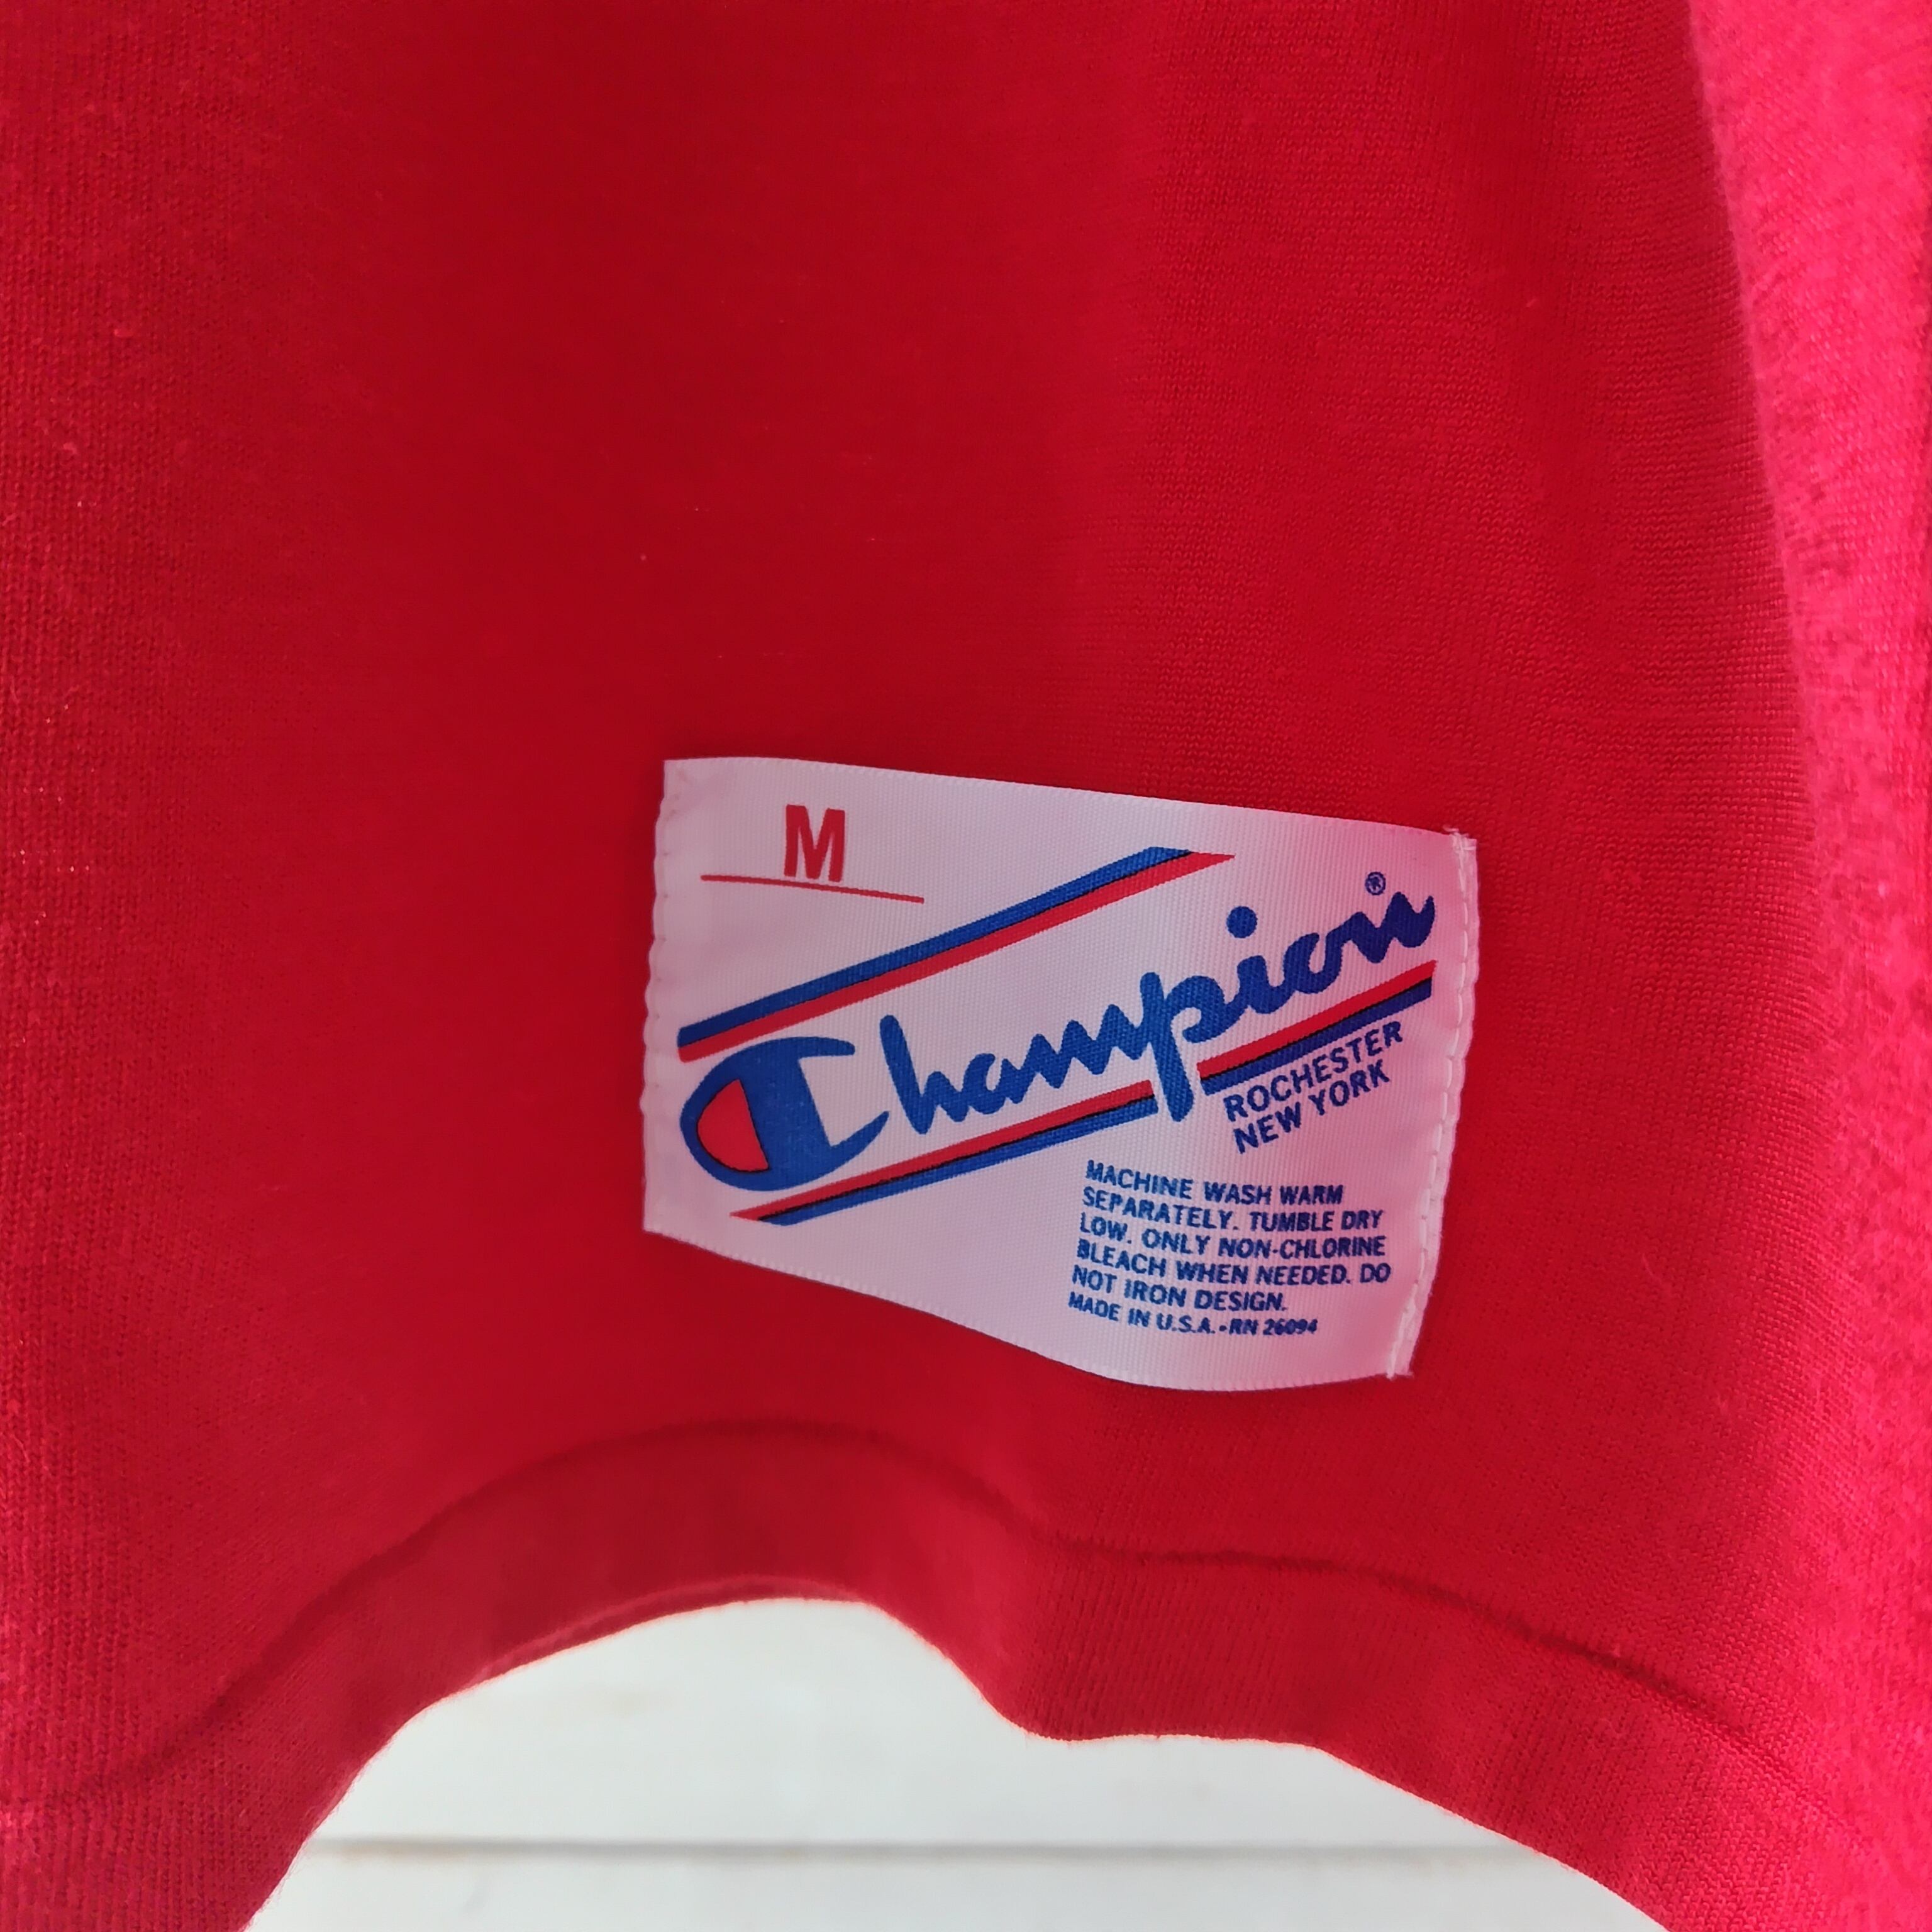 M
Champion®
ROCHESTER
NEW YORK
MACHINE WASH WARM
SEPARATELY. TUMBLE DRY
LOW. ONLY NON-CHLORINE
BLEACH WHEN NEEDED. DO
NOT IRON DESIGN.
MADE IN U.S.A.-RN 26094